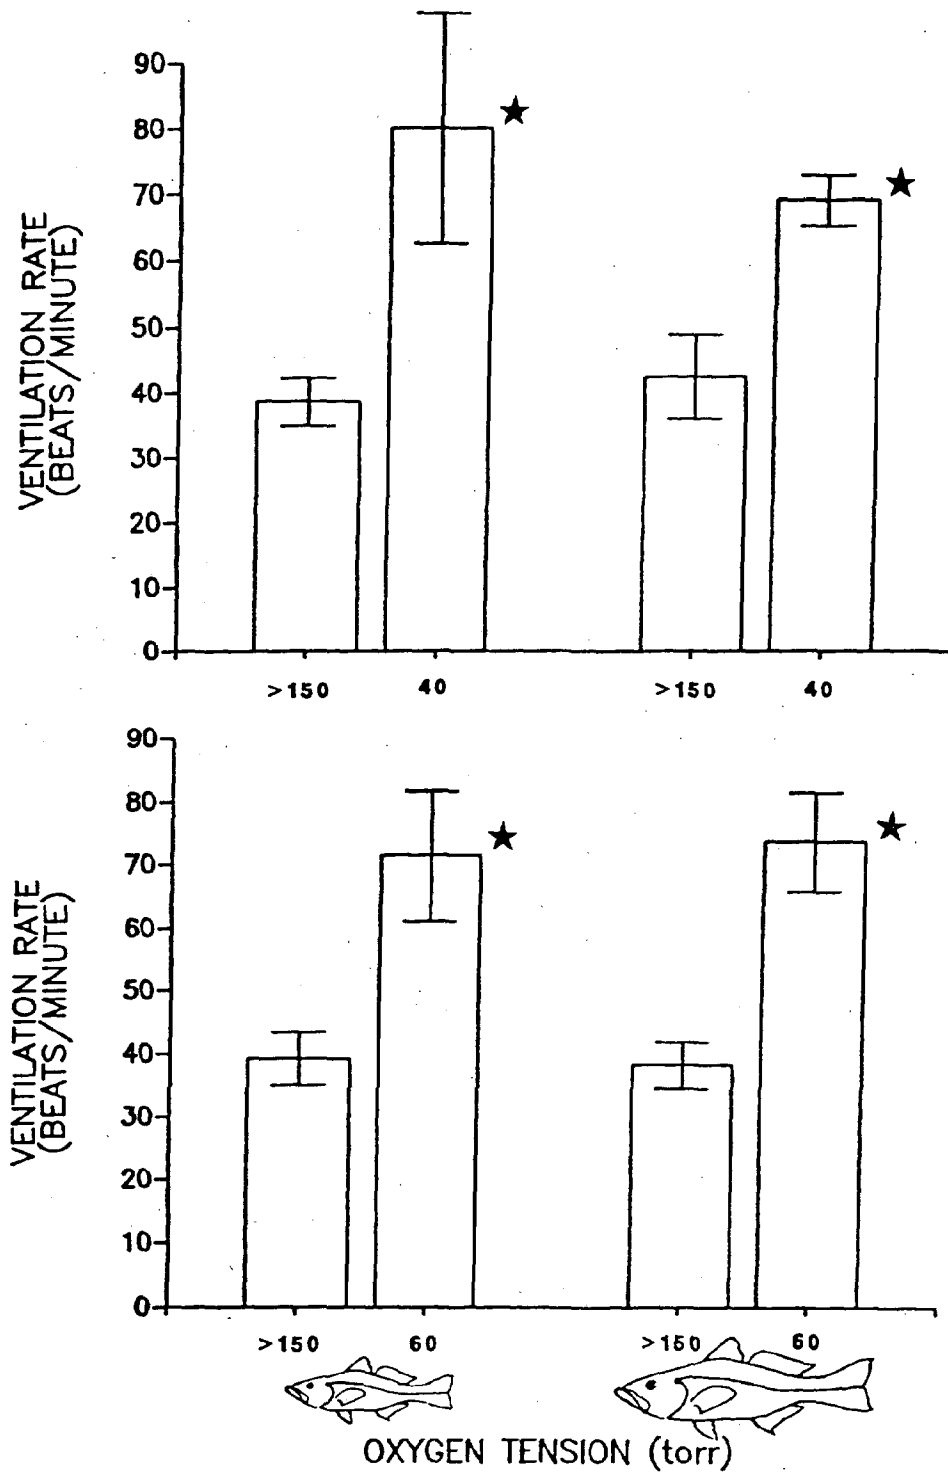 VENTILATION RATE
(BEATS/MINUTE)
90
80
70
60
50
40
30
20
10
0
>150 40 >150 40
VENTILATION RATE
(BEATS/MINUTE)
90
80
70
60
50
40
30
20
10
0
>150 60 >150 60
OXYGEN TENSION (torr)